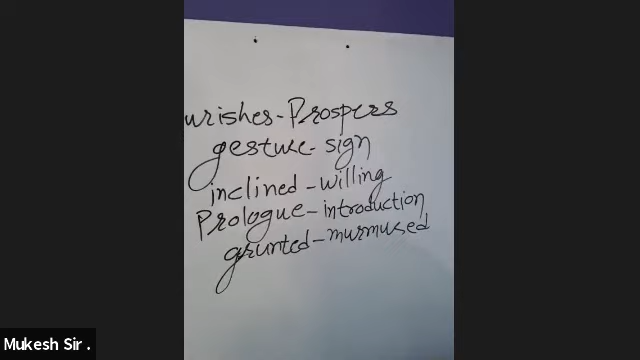 urishes-Prospers
gesture-sign
inclined-willing
Prologue-introduction
grunted-murmured
Mukesh Sir .